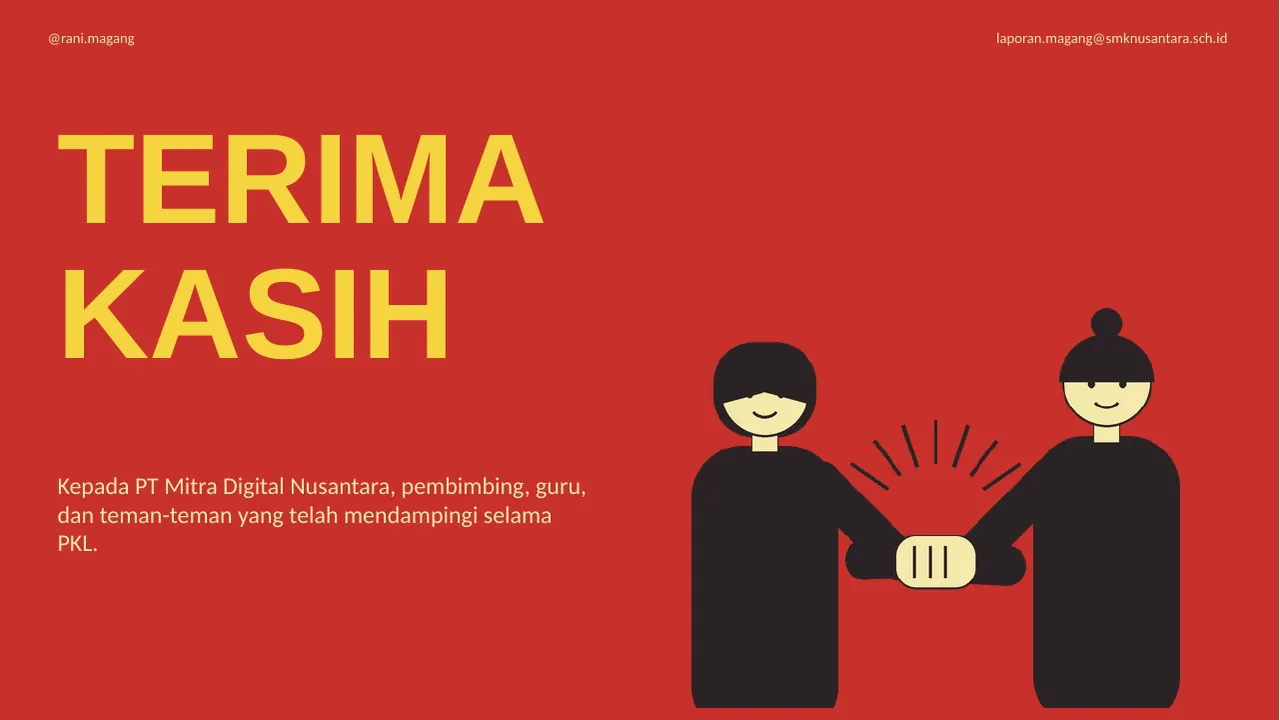 @rani.magang
laporan.magang@smknusantara.sch.id
TERIMA
KASIH
Kepada PT Mitra Digital Nusantara, pembimbing, guru,
dan teman-teman yang telah mendampingi selama
PKL.